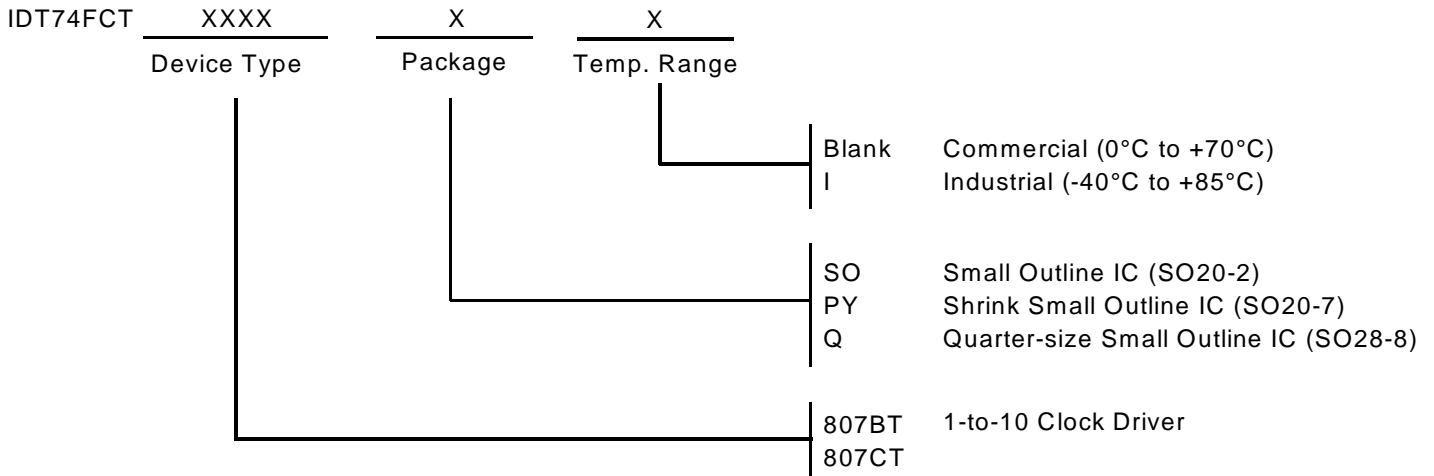 IDT74FCT XXXX X X
Device Type Package Temp. Range
Blank Commercial (0°C to +70°C)
I Industrial (-40°C to +85°C)
SO Small Outline IC (SO20-2)
PY Shrink Small Outline IC (SO20-7)
Q Quarter-size Small Outline IC (SO28-8)
807BT 1-to-10 Clock Driver
807CT